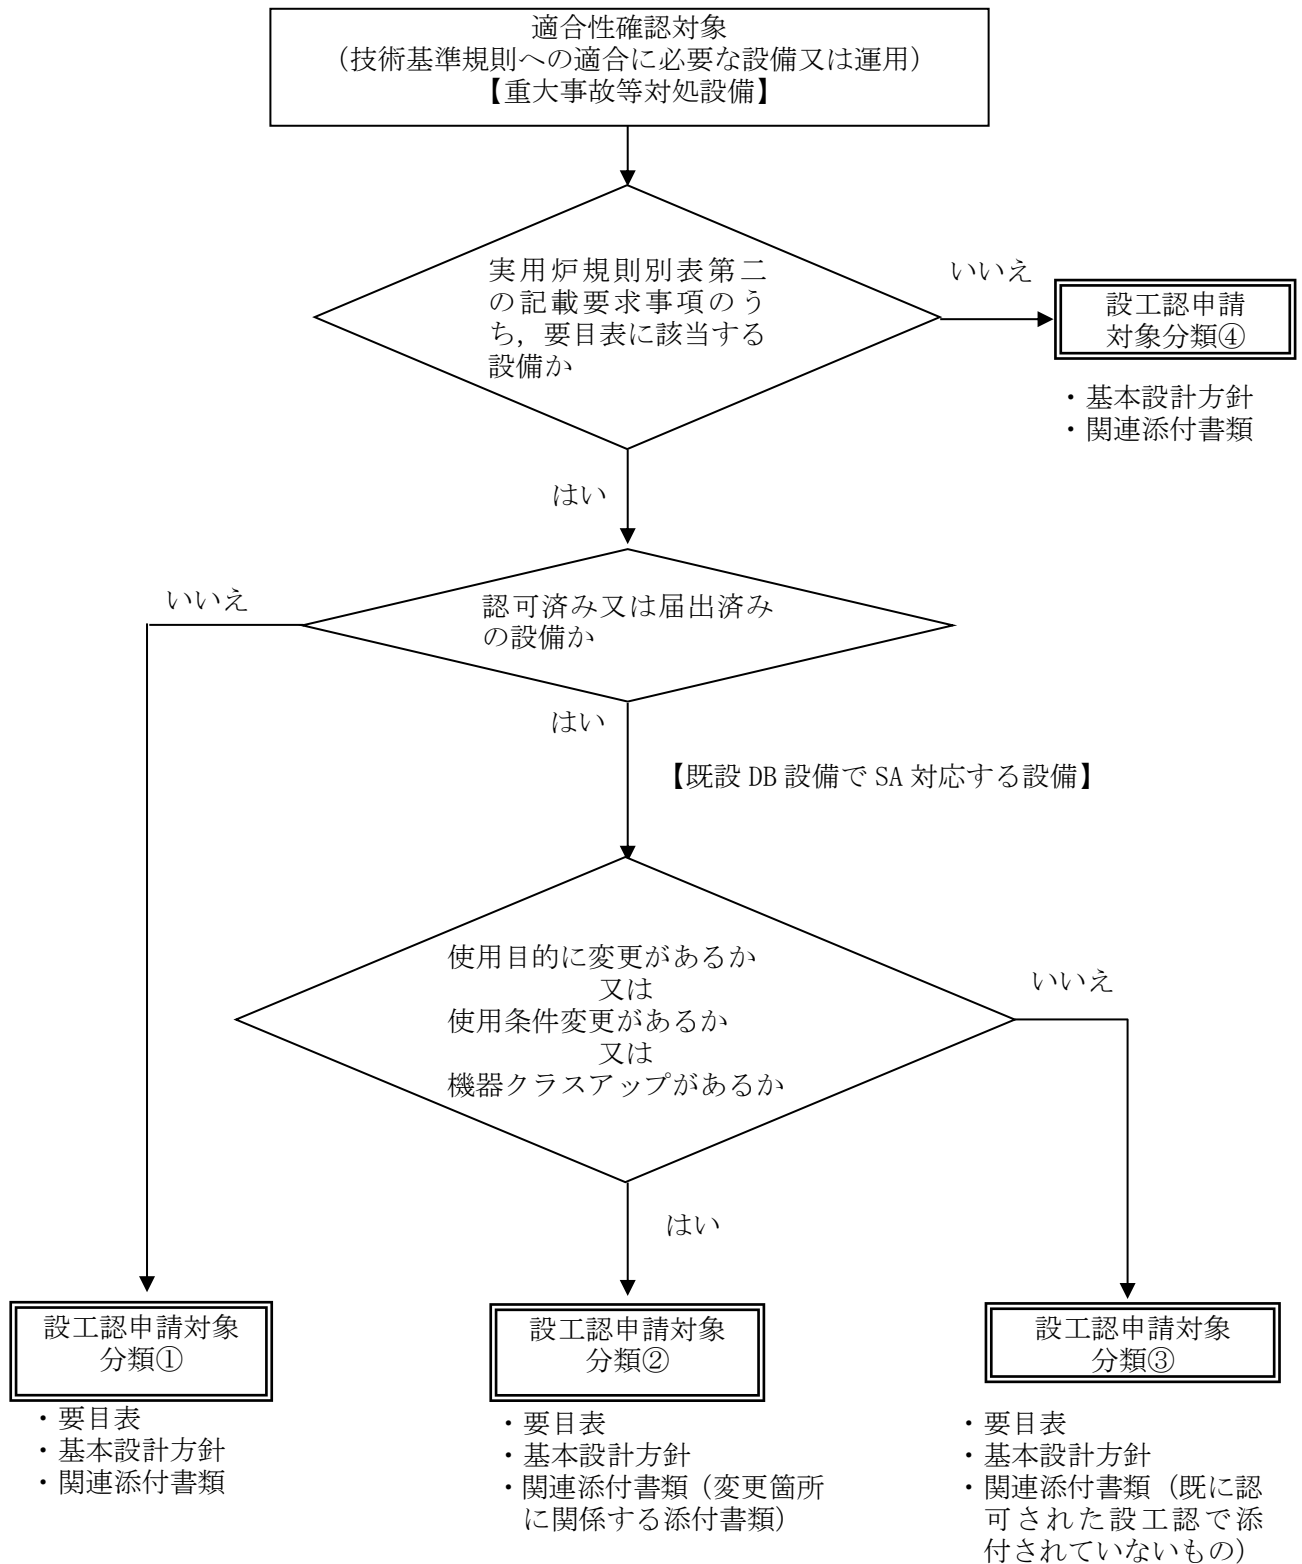 適合性確認対象
（技術基準規則への適合に必要な設備又は運用）
【重大事故等対処設備】
実用炉規則別表第二
の記載要求事項のう
ち，要目表に該当する
設備か
いいえ
設工認申請
対象分類④
・基本設計方針
・関連添付書類
はい
いいえ
認可済み又は届出済み
の設備か
はい
【既設 DB 設備で SA 対応する設備】
使用目的に変更があるか
又は
使用条件変更があるか
又は
機器クラスアップがあるか
いいえ
はい
設工認申請対象
分類①
・要目表
・基本設計方針
・関連添付書類
設工認申請対象
分類②
・要目表
・基本設計方針
・関連添付書類（変更箇所
に関係する添付書類）
設工認申請対象
分類③
・要目表
・基本設計方針
・関連添付書類（既に認
可された設工認で添
付されていないもの）